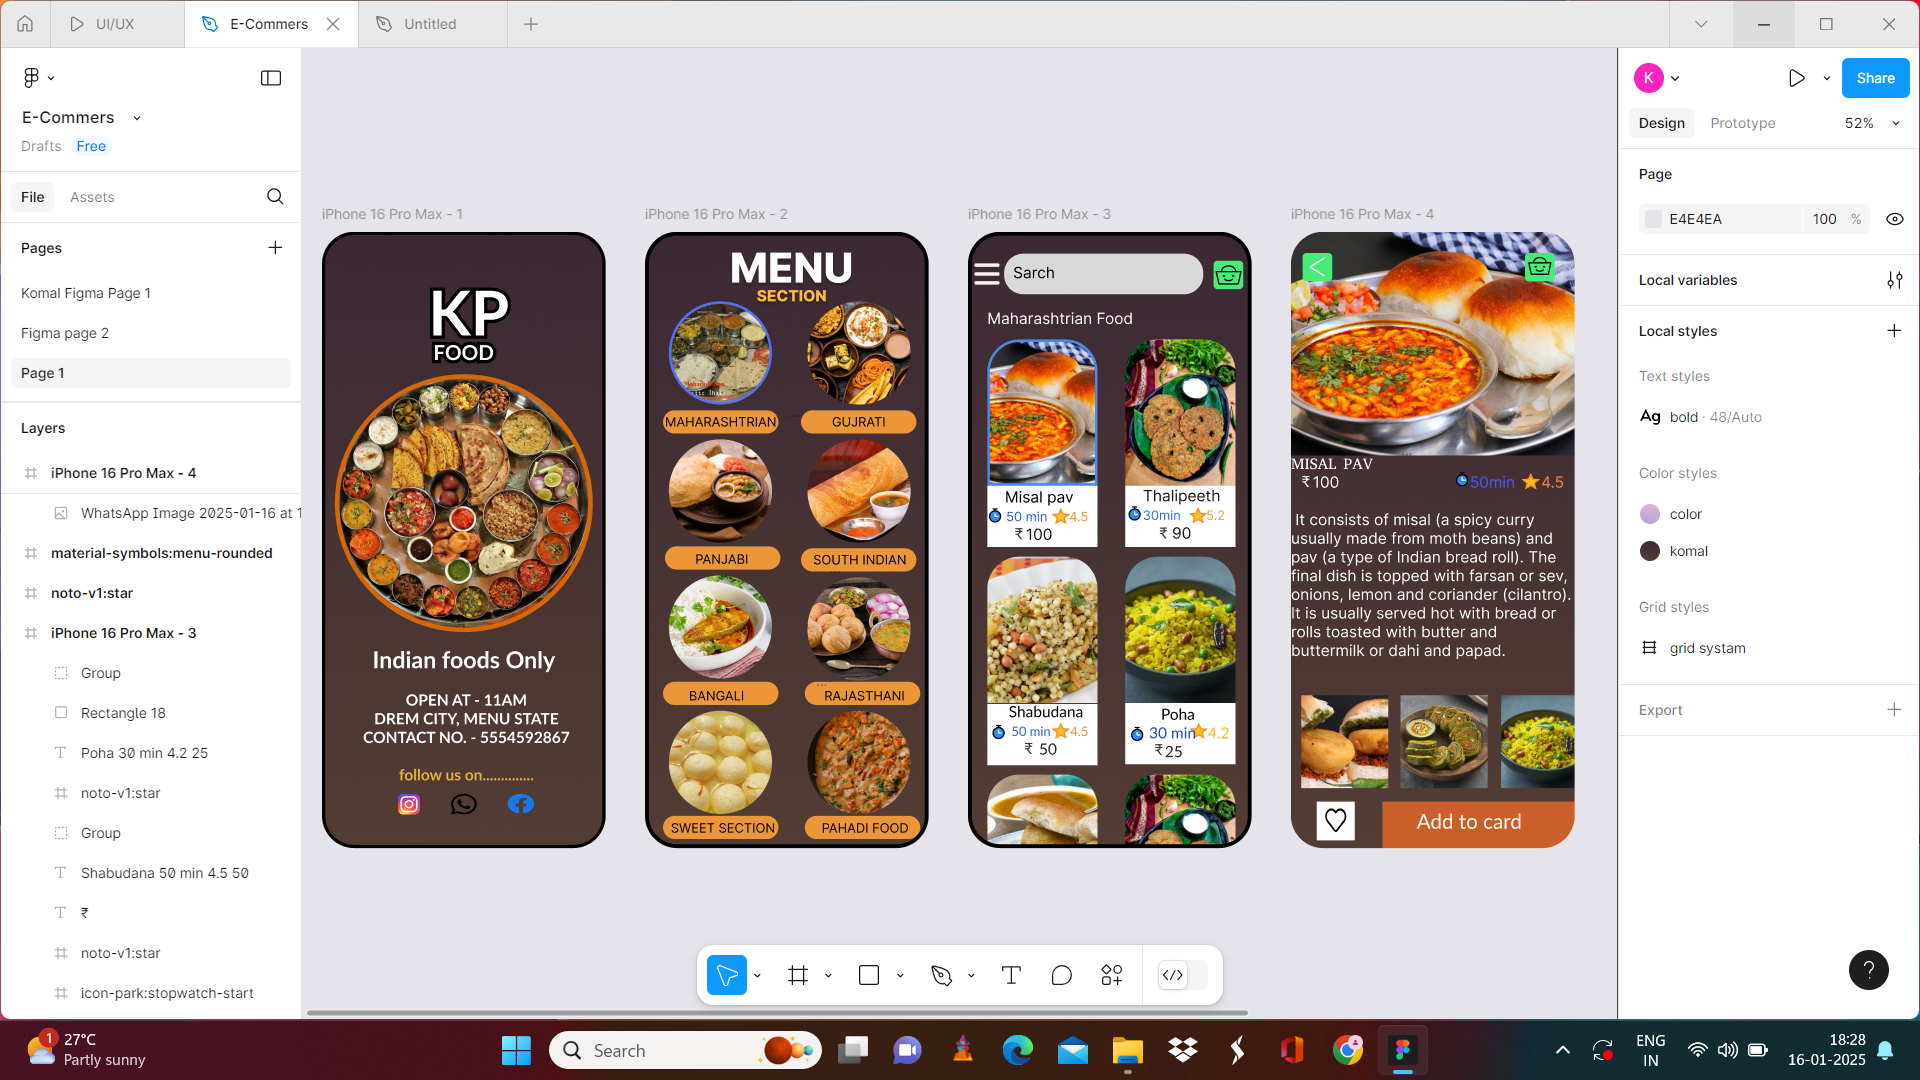 UI/UX
E-Commers
Untitled
E-Commers
Drafts Free
File Assets
Pages
Komal Figma Page 1
Figma page 2
Page 1
Layers
iPhone 16 Pro Max - 4
WhatsApp Image 2025-01-16 at 1
material-symbols:menu-rounded
noto-v1:star
iPhone 16 Pro Max - 3
Group
Rectangle 18
Poha 30 min 4.2 25
noto-v1:star
Group
Shabudana 50 min 4.5 50
₹
noto-v1:star
icon-park:stopwatch-start
iPhone 16 Pro Max - 1
KP
FOOD
Indian foods Only
OPEN AT - 11AM
DREM CITY, MENU STATE
CONTACT NO. - 5554592867
follow us on..............
iPhone 16 Pro Max - 2
MENU
SECTION
MAHARASHTRIAN GUJRATI
PANJABI SOUTH INDIAN
BANGALI RAJASTHANI
SWEET SECTION PAHADI FOOD
iPhone 16 Pro Max - 3
Sarch
Maharashtrian Food
Misal pav
50 min 4.5
₹ 100
Thalipeeth
30min 5.2
₹ 90
Shabudana
50 min 4.5
₹ 50
Poha
30 min 4.2
₹ 25
iPhone 16 Pro Max - 4
MISAL PAV
₹ 100 50min 4.5
It consists of misal (a spicy curry
usually made from moth beans) and
pav (a type of Indian bread roll). The
final dish is topped with farsan or sev,
onions, lemon and coriander (cilantro).
It is usually served hot with bread or
rolls toasted with butter and
buttermilk or dahi and papad.
Add to card
K
Share
Design Prototype 52%
Page
E4E4EA 100 %
Local variables
Local styles
Text styles
Ag bold · 48/Auto
Color styles
color
komal
Grid styles
grid systam
Export
?
1
27°C
Partly sunny
Search
ENG
IN
18:28
16-01-2025